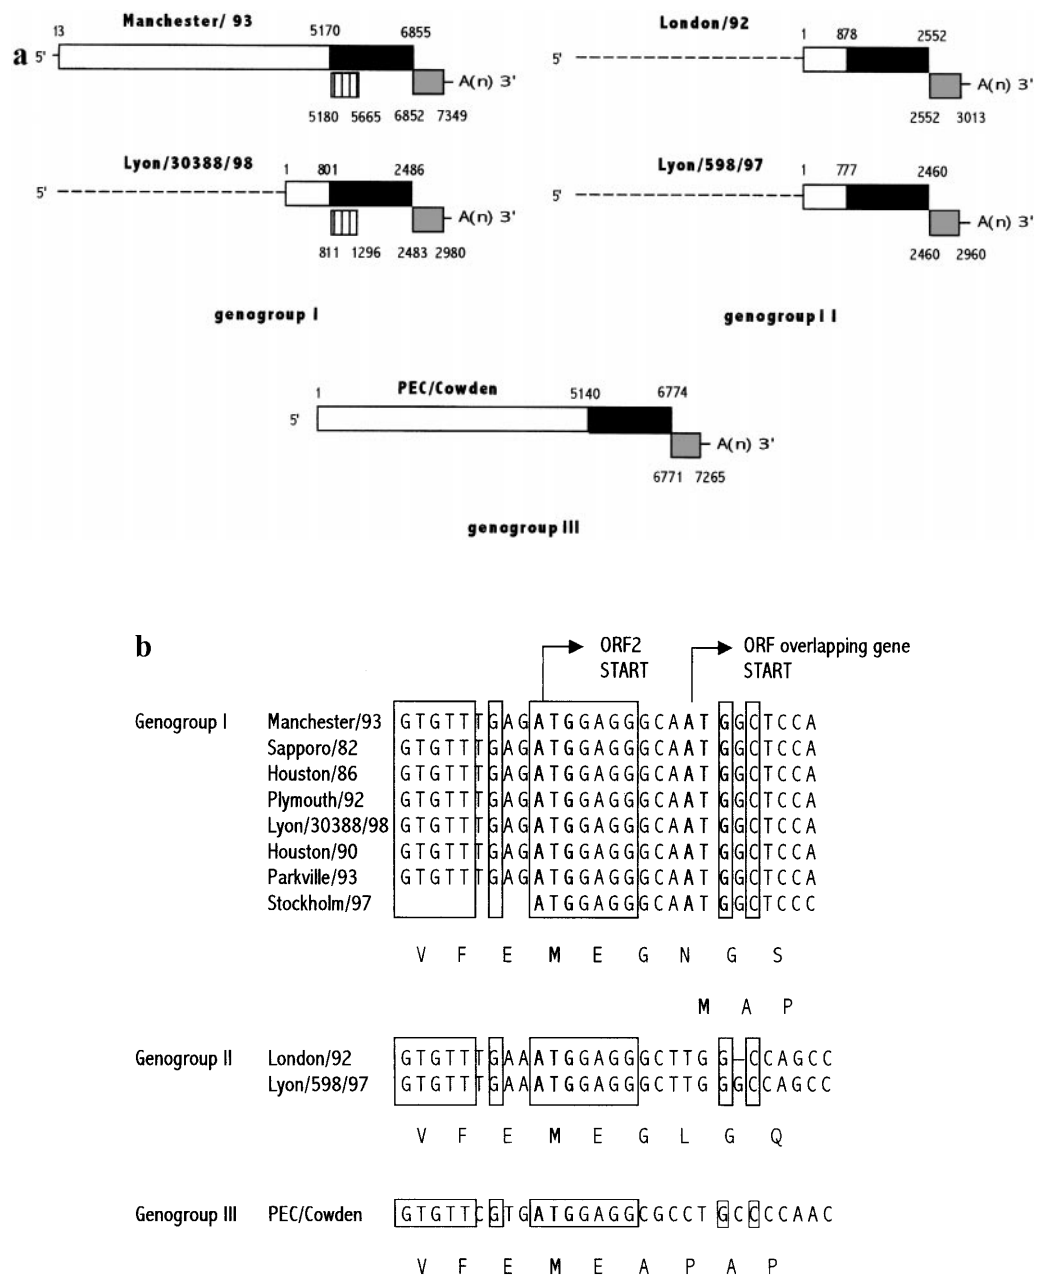 a
Manchester/ 93
13 5170 6855
5' A(n) 3'
5180 5665 6852 7349
London/92
1 878 2552
5' A(n) 3'
2552 3013
Lyon/30388/98
1 801 2486
5' A(n) 3'
811 1296 2483 2980
Lyon/598/97
1 777 2460
5' A(n) 3'
2460 2960
genogroup I
genogroup I I
PEC/Cowden
1 5140 6774
5' A(n) 3'
6771 7265
genogroup III
b
ORF2 START
ORF overlapping gene START
Genogroup I Manchester/93 GTGTTTGAGATGGAGGGCAATGGCTCCA
Sapporo/82 GTGTTTGAGATGGAGGGCAATGGCTCCA
Houston/86 GTGTTTGAGATGGAGGGCAATGGCTCCA
Plymouth/92 GTGTTTGAGATGGAGGGCAATGGCTCCA
Lyon/30388/98 GTGTTTGAGATGGAGGGCAATGGCTCCA
Houston/90 GTGTTTGAGATGGAGGGCAATGGCTCCA
Parkville/93 GTGTTTGAGATGGAGGGCAATGGCTCCA
Stockholm/97 ATGGAGGGCAATGGCTCCC
V F E M E G N G S
M A P
Genogroup II London/92 GTGTTTGAAATGGAGGGCTTGG–CCAGCC
Lyon/598/97 GTGTTTGAAATGGAGGGCTTGGGCCAGCC
V F E M E G L G Q
Genogroup III PEC/Cowden GTGTTCGTGATGGAGGCGCCTGCCCCAAC
V F E M E A P A P